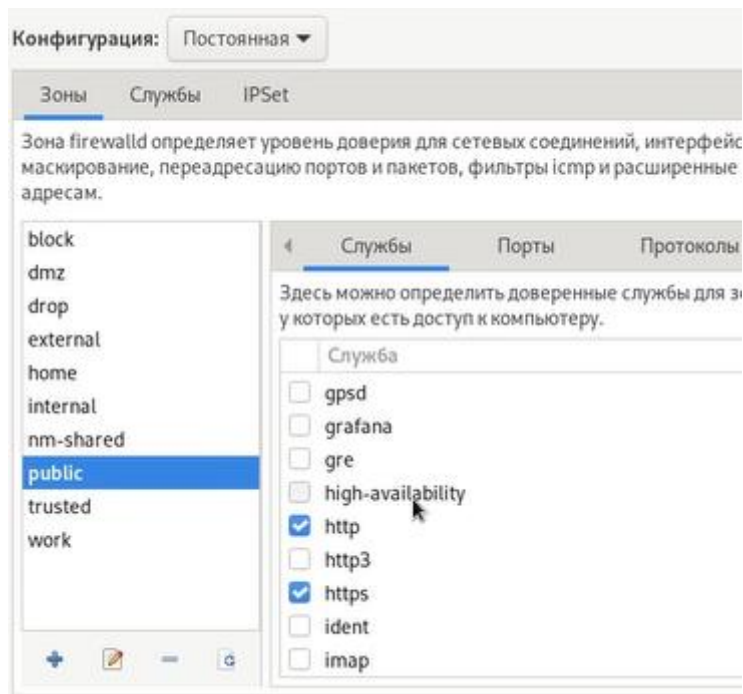 Конфигурация: Постоянная
Зоны Службы IPSet
Зона firewalld определяет уровень доверия для сетевых соединений, интерфейс
маскирование, переадресацию портов и пакетов, фильтры icmp и расширенные
адресам.
block
dmz
drop
external
home
internal
nm-shared
public
trusted
work
Службы Порты Протоколы
Здесь можно определить доверенные службы для зо
у которых есть доступ к компьютеру.
Служба
gpsd
grafana
gre
high-availability
http
http3
https
ident
imap